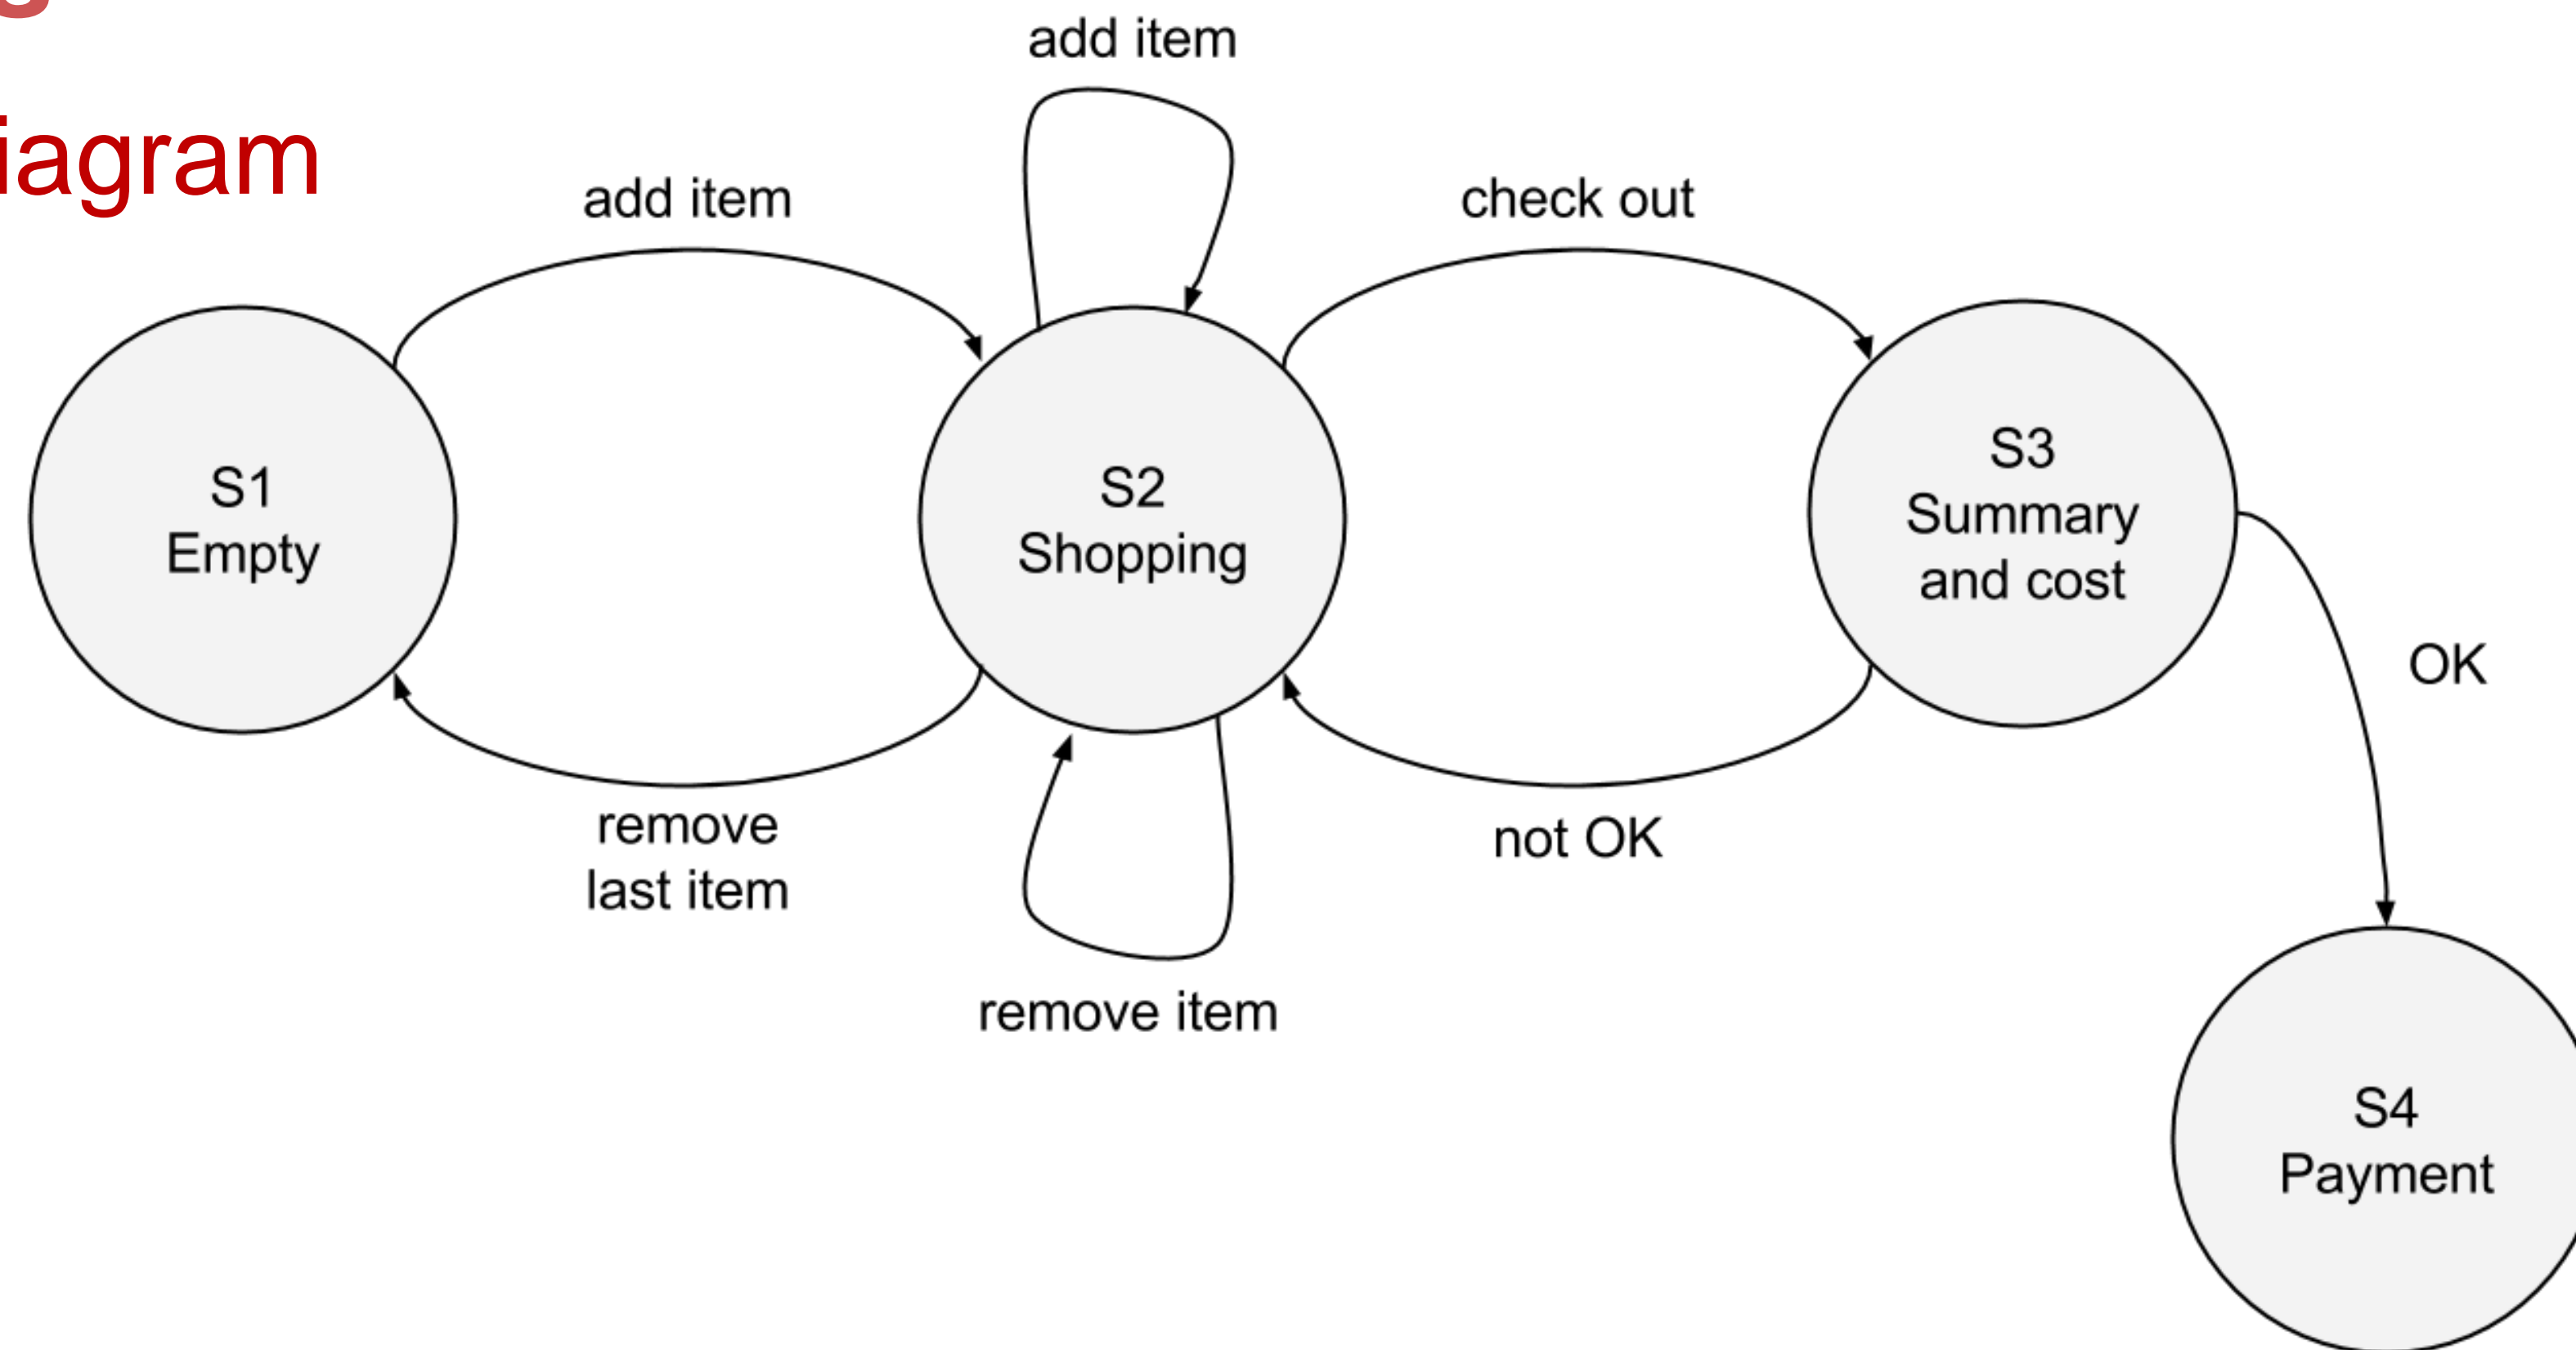 iagram
add item
add item
check out
S1
Empty
S2
Shopping
S3
Summary
and cost
OK
remove
last item
not OK
remove item
S4
Payment